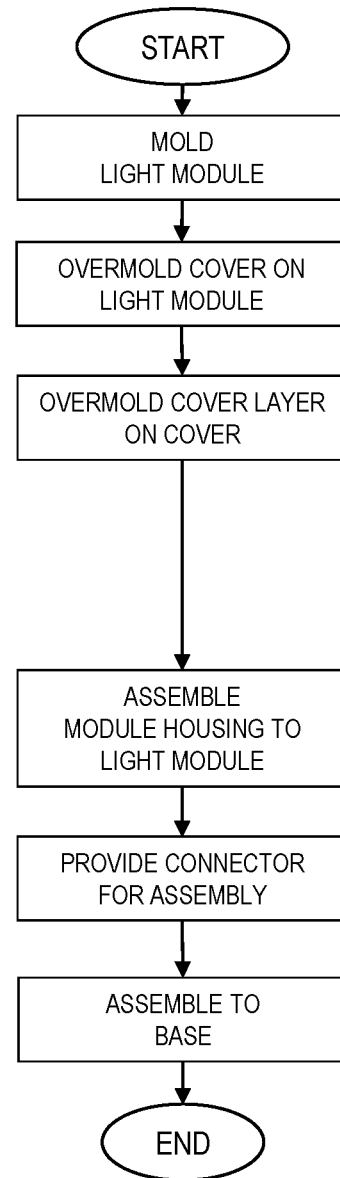 START
MOLD
LIGHT MODULE
OVERMOLD COVER ON
LIGHT MODULE
OVERMOLD COVER LAYER
ON COVER
ASSEMBLE
MODULE HOUSING TO
LIGHT MODULE
PROVIDE CONNECTOR
FOR ASSEMBLY
ASSEMBLE TO
BASE
END